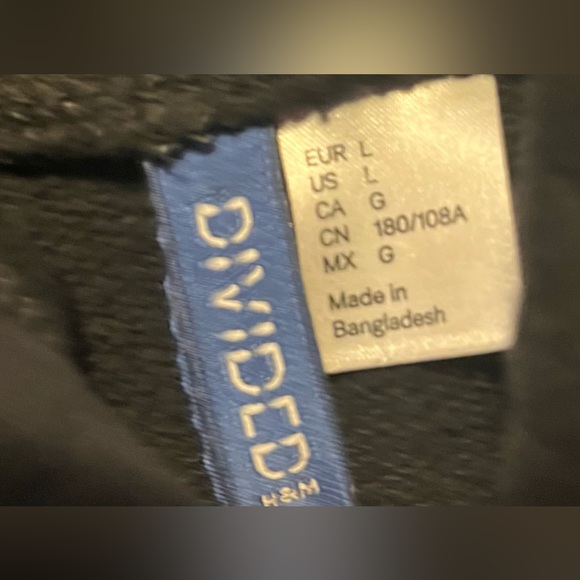 DIVIDED
H&M
EUR L
US L
CA G
CN 180/108A
MX G
Made in
Bangladesh